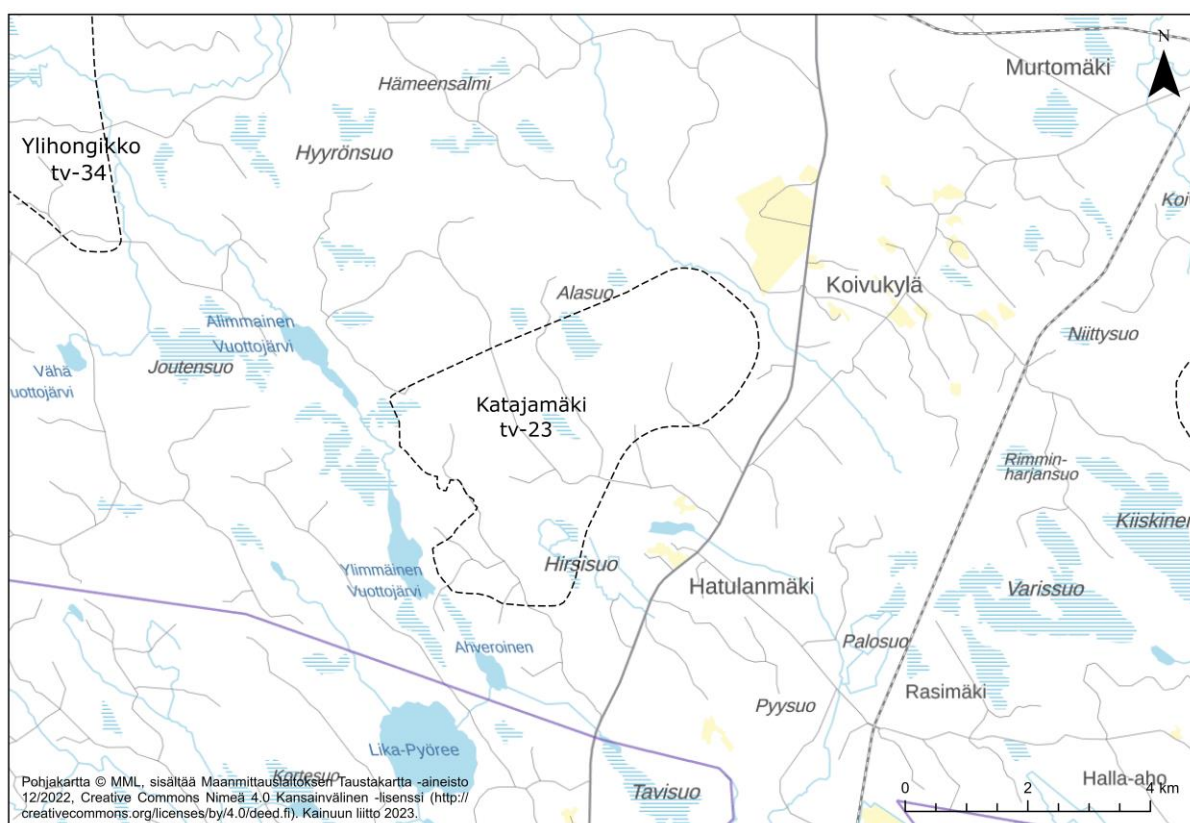 N
Murtomäki
Hämeensalmi
Ylihongikko
tv-34
Hyyrönsuo
Koi
Koivukylä
Alasuo
Alimmainen
Vuottojärvi
Niittysuo
Joutensuo
Vähä
uottojärvi
Katajamäki
tv-23
Rimmin-
harjansuo
Kiiskinen
Hirsisuo
Ylimmäinen
Vuottojärvi
Hatulanmäki
Varissuo
Palosuo
Ahveroinen
Rasimäki
Pyysuo
Lika-Pyöree
Kortesuo
Tavisuo
Halla-aho
Pohjakartta © MML, sisältää Maanmittauslaitoksen Taustakartta -aineisto
12/2022, Creative Commons Nimeä 4.0 Kansainvälinen -lisenssi (http://
creativecommons.org/licenses/by/4.0/deed.fi). Kainuun liitto 2023.
0 2 4 km